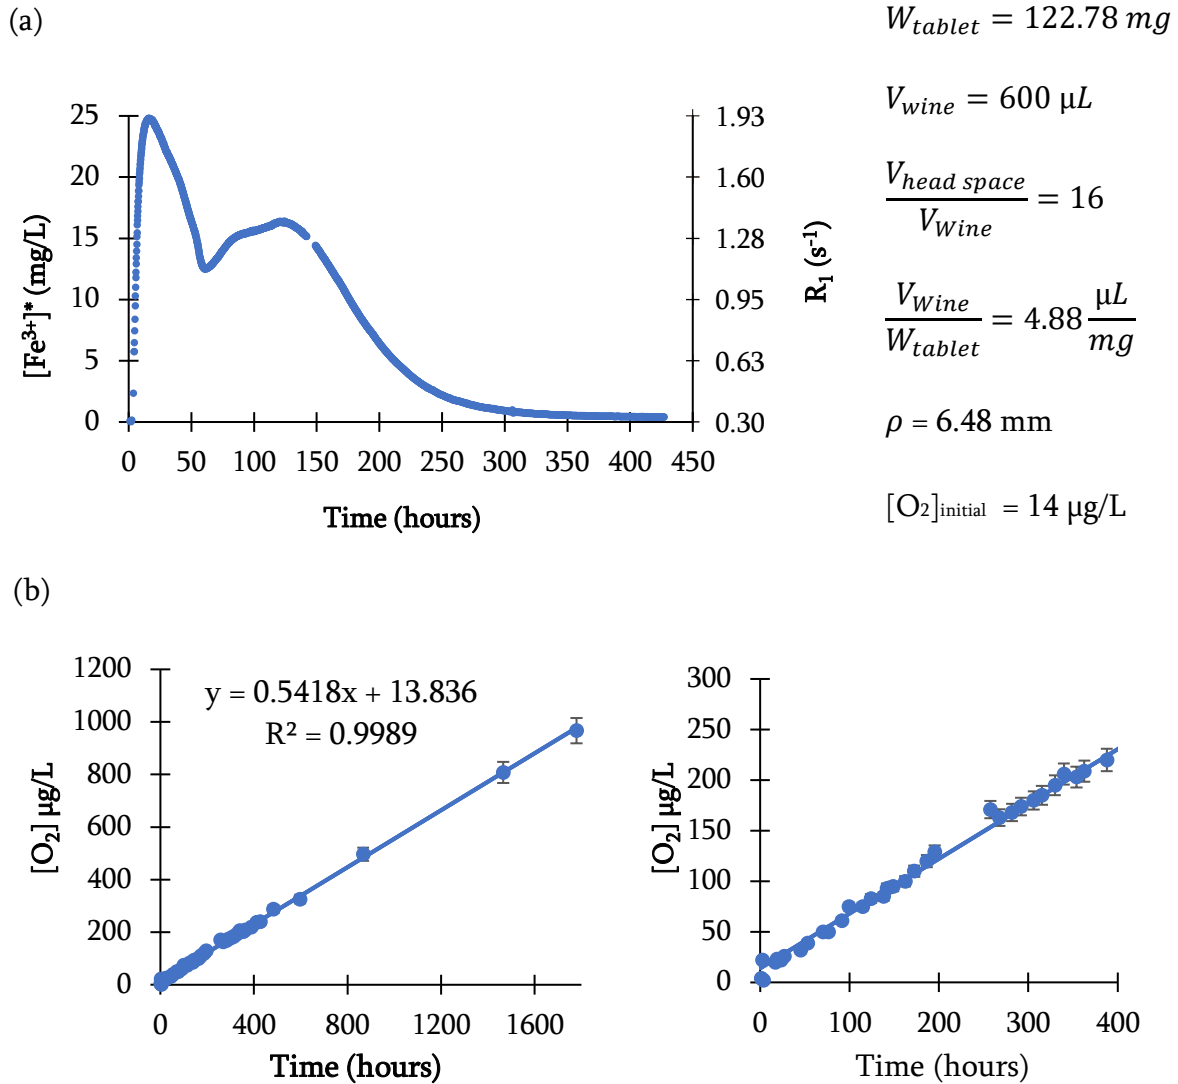 (a)
W_tablet = 122.78 mg
V_wine = 600 µL
V_head space / V_Wine = 16
V_Wine / W_tablet = 4.88 µL/mg
ρ = 6.48 mm
[O₂]initial = 14 µg/L
[Fe³⁺]* (mg/L)
25
20
15
10
5
0
0 50 100 150 200 250 300 350 400 450
Time (hours)
1.93
1.60
1.28
0.95
0.63
0.30
R₁ (s⁻¹)
(b)
[O₂] µg/L
1200
1000
800
600
400
200
0
y = 0.5418x + 13.836
R² = 0.9989
0 400 800 1200 1600
Time (hours)
[O₂] µg/L
300
250
200
150
100
50
0
0 100 200 300 400
Time (hours)